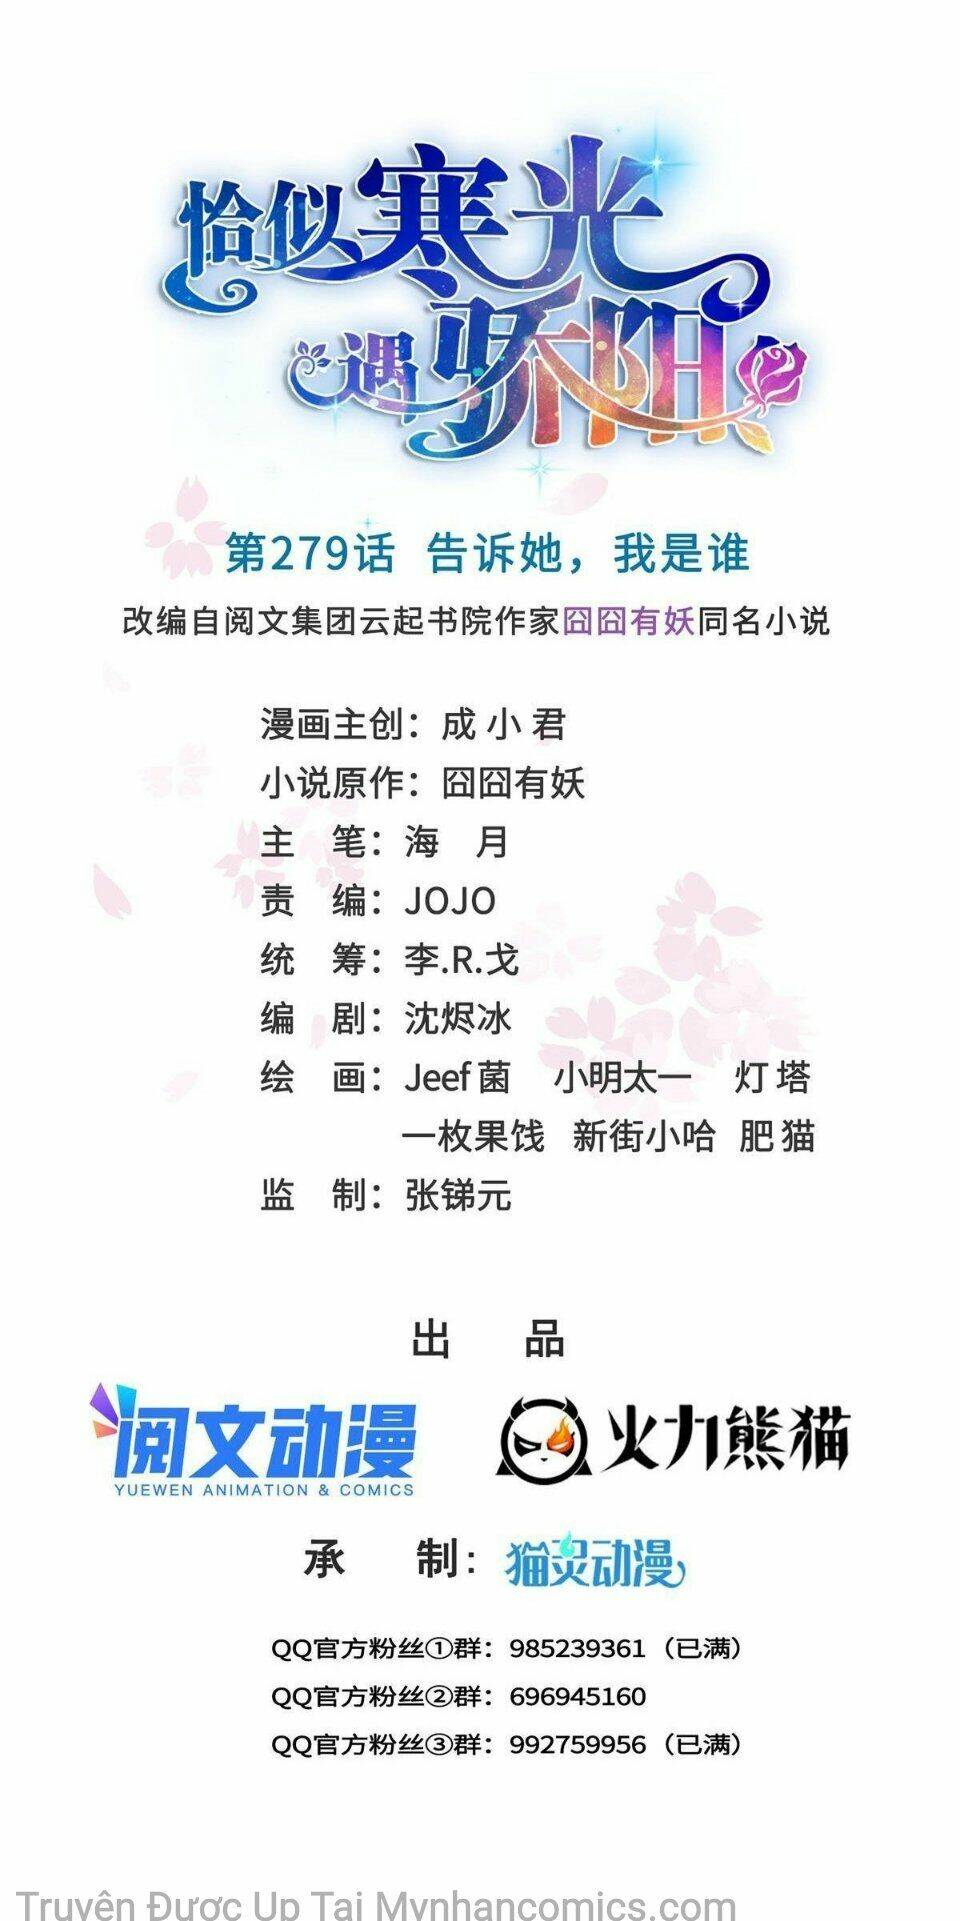 恰似寒光
遇骄阳
第279话 告诉她，我是谁
改编自阅文集团云起书院作家囧囧有妖同名小说
漫画主创：成小君
小说原作：囧囧有妖
主 笔：海 月
责 编：JOJO
统 筹：李.R.戈
编 剧：沈烬冰
绘 画：Jeef菌 小明太一 灯塔
一枚果饯 新街小哈 肥猫
监 制：张锑元
出 品
阅文动漫 火力熊猫
YUEWEN ANIMATION & COMICS
承 制：猫灵动漫
QQ官方粉丝①群：985239361（已满）
QQ官方粉丝②群：696945160
QQ官方粉丝③群：992759956（已满）
Truyện Được Up Tại Mynhancomics.com